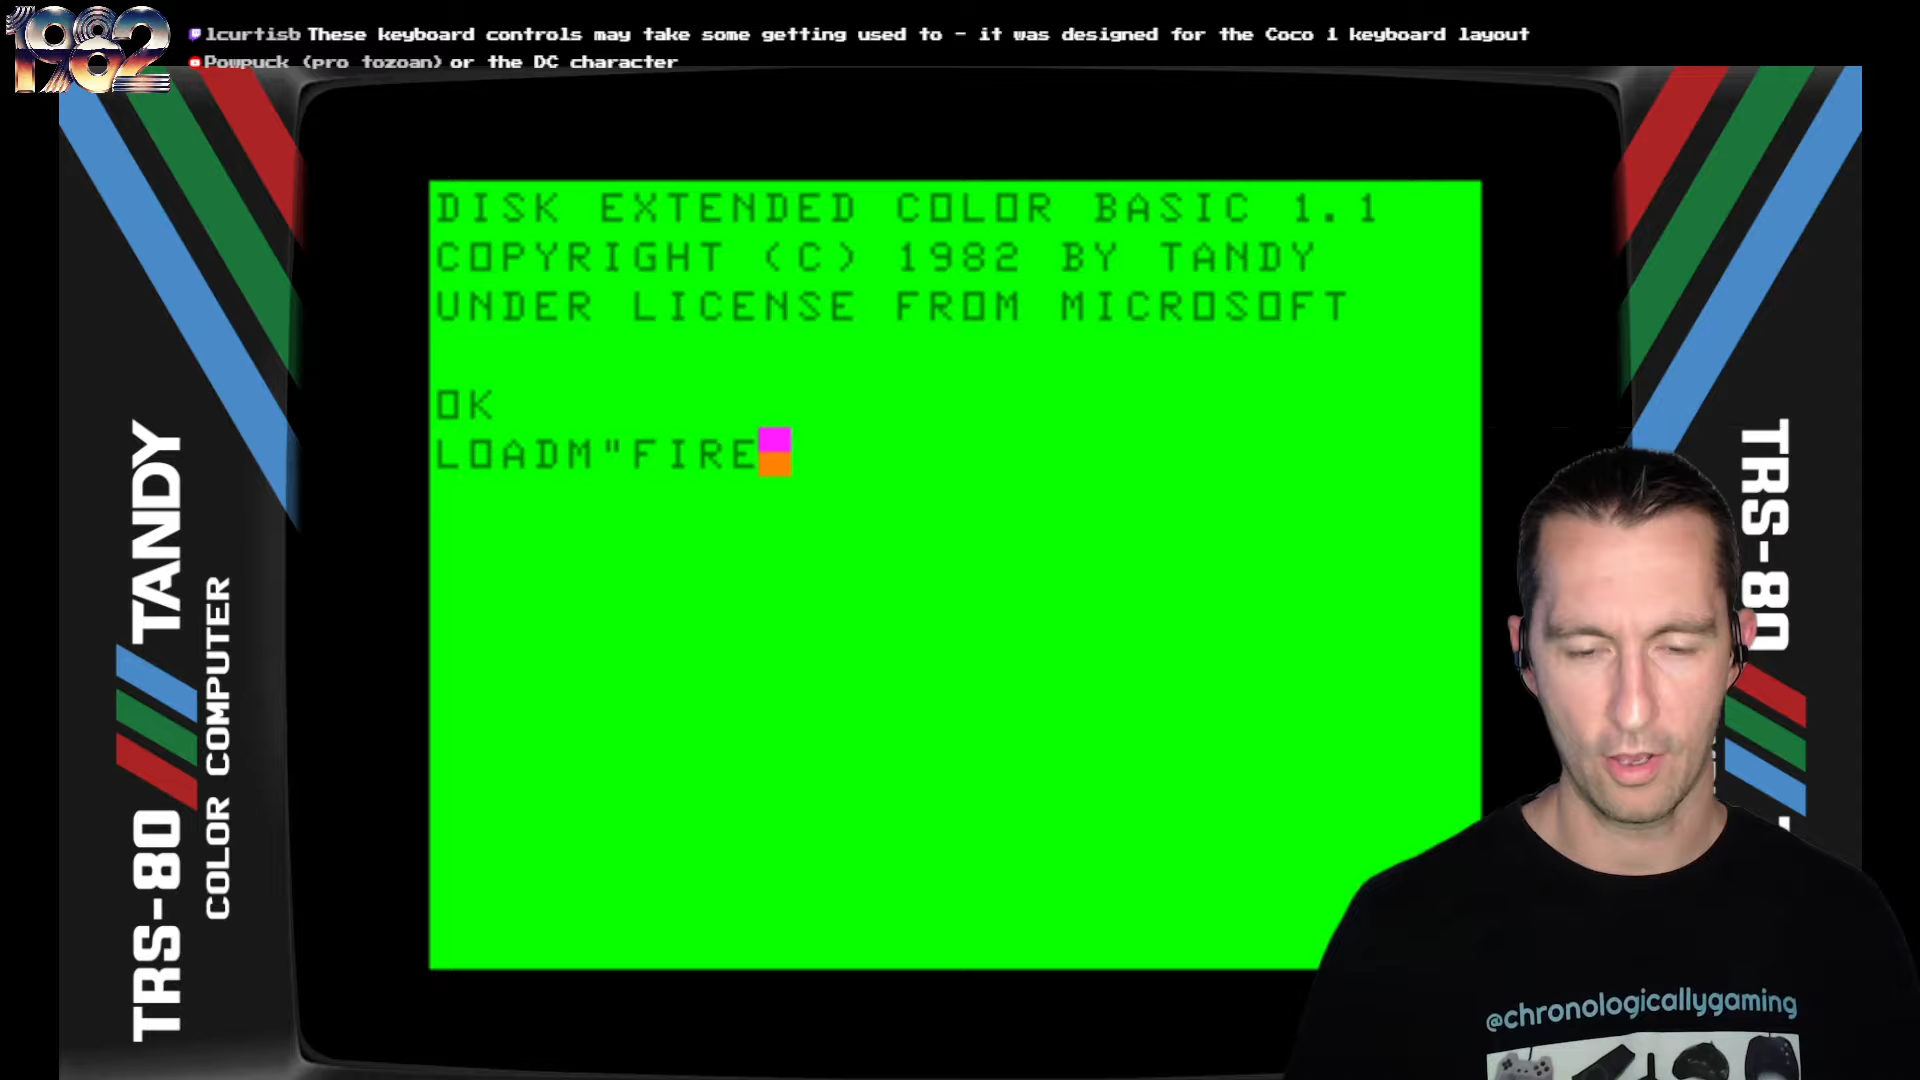 1982
lcurtisb These keyboard controls may take some getting used to - it was designed for the Coco 1 keyboard layout
Powpuck (pro tozoan) or the DC character
DISK EXTENDED COLOR BASIC 1.1
COPYRIGHT (C) 1982 BY TANDY
UNDER LICENSE FROM MICROSOFT
OK
LOADM"FIRE
TRS-80 TANDY
COLOR COMPUTER
TRS-80
@chronologicallygaming